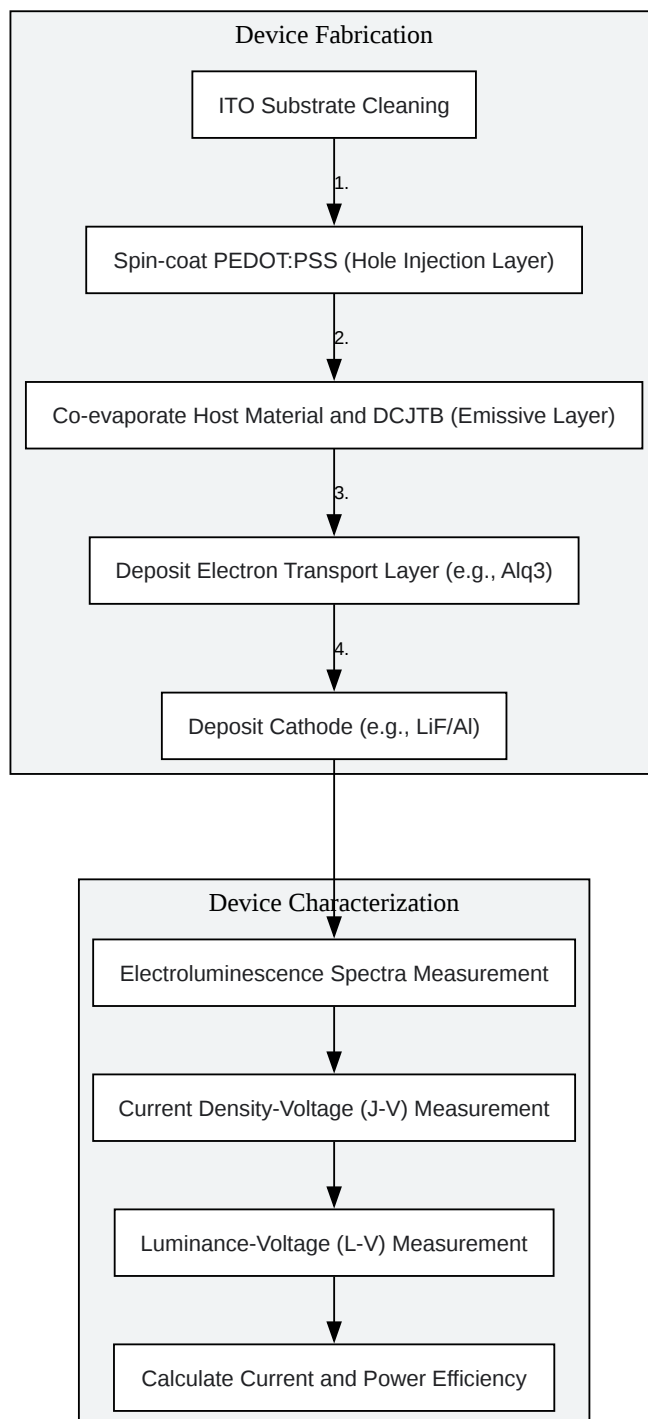 Device Fabrication
ITO Substrate Cleaning
1.
Spin-coat PEDOT:PSS (Hole Injection Layer)
2.
Co-evaporate Host Material and DCJTB (Emissive Layer)
3.
Deposit Electron Transport Layer (e.g., Alq3)
4.
Deposit Cathode (e.g., LiF/Al)
Device Characterization
Electroluminescence Spectra Measurement
Current Density-Voltage (J-V) Measurement
Luminance-Voltage (L-V) Measurement
Calculate Current and Power Efficiency